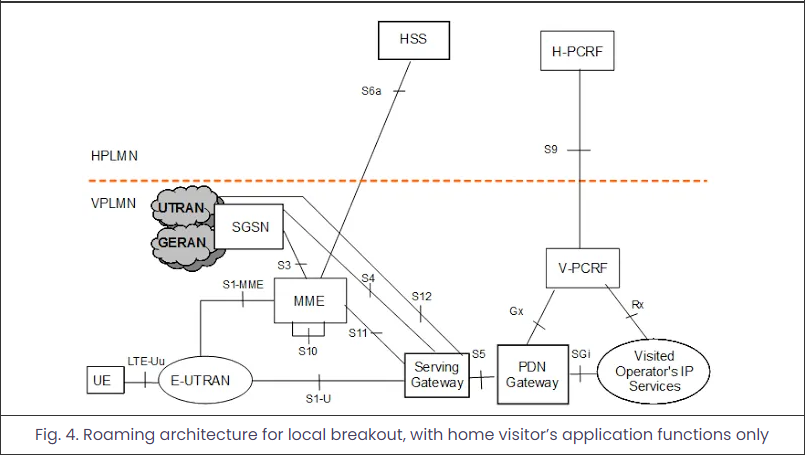 HSS
H-PCRF
S6a
S9
HPLMN
VPLMN
UTRAN
SGSN
GERAN
S3
S4
V-PCRF
S1-MME
MME
S12
Gx
Rx
S11
S10
LTE-Uu
UE
E-UTRAN
S1-U
Serving
Gateway
S5
PDN
Gateway
SGi
Visited
Operator's IP
Services
Fig. 4. Roaming architecture for local breakout, with home visitor’s application functions only